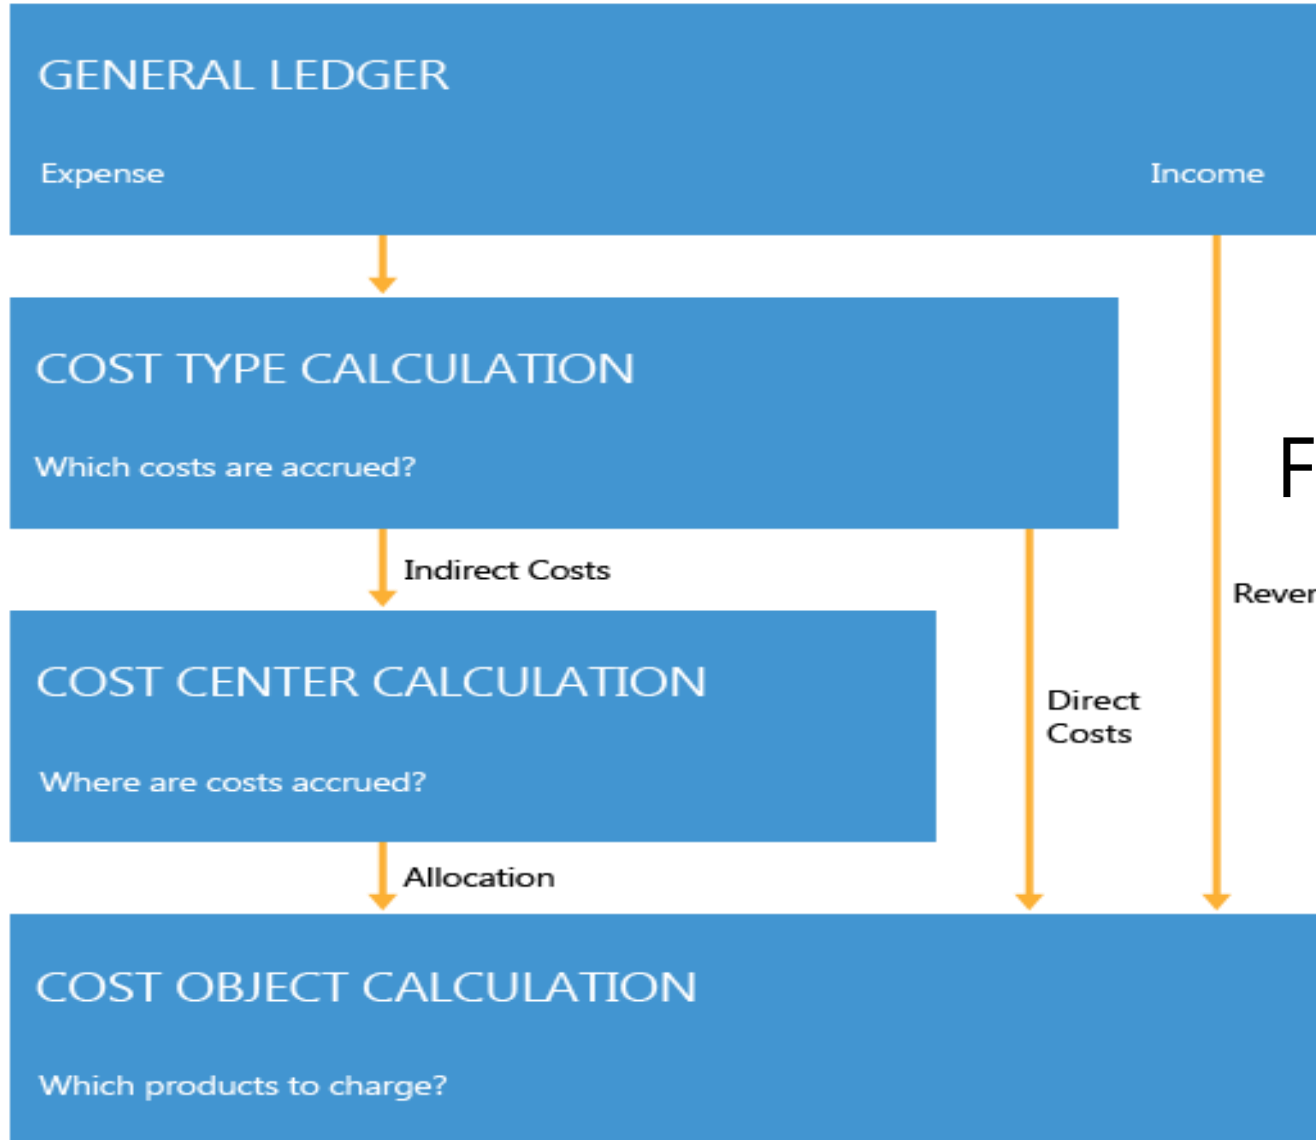 GENERAL LEDGER
Expense
Income
COST TYPE CALCULATION
Which costs are accrued?
F
Indirect Costs
COST CENTER CALCULATION
Where are costs accrued?
Direct
Costs
Allocation
COST OBJECT CALCULATION
Which products to charge?